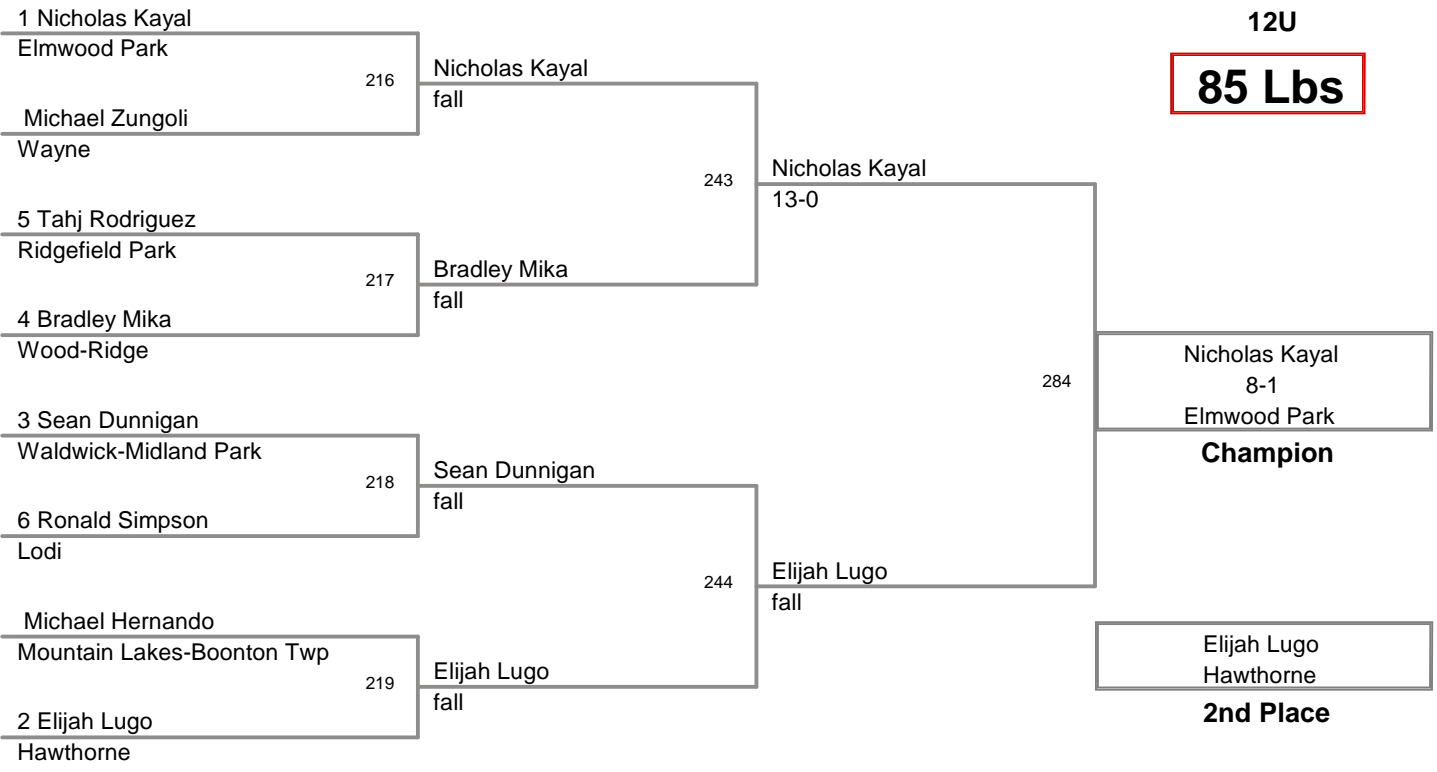 1 Nicholas Kayal
Elmwood Park
216
Michael Zungoli
Wayne
5 Tahj Rodriguez
Ridgefield Park
217
4 Bradley Mika
Wood-Ridge
3 Sean Dunnigan
Waldwick-Midland Park
218
6 Ronald Simpson
Lodi
Michael Hernando
Mountain Lakes-Boonton Twp
219
2 Elijah Lugo
Hawthorne
Nicholas Kayal
fall
243
Bradley Mika
fall
Sean Dunnigan
fall
244
Elijah Lugo
fall
Nicholas Kayal
13-0
284
Elijah Lugo
fall
12U
85 Lbs
Nicholas Kayal
8-1
Elmwood Park
Champion
Elijah Lugo
Hawthorne
2nd Place